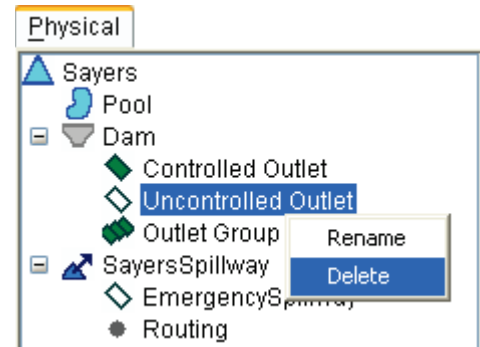 Physical
Sayers
Pool
Dam
Controlled Outlet
Uncontrolled Outlet
Outlet Group
Rename
SayersSpillway
Delete
Routing